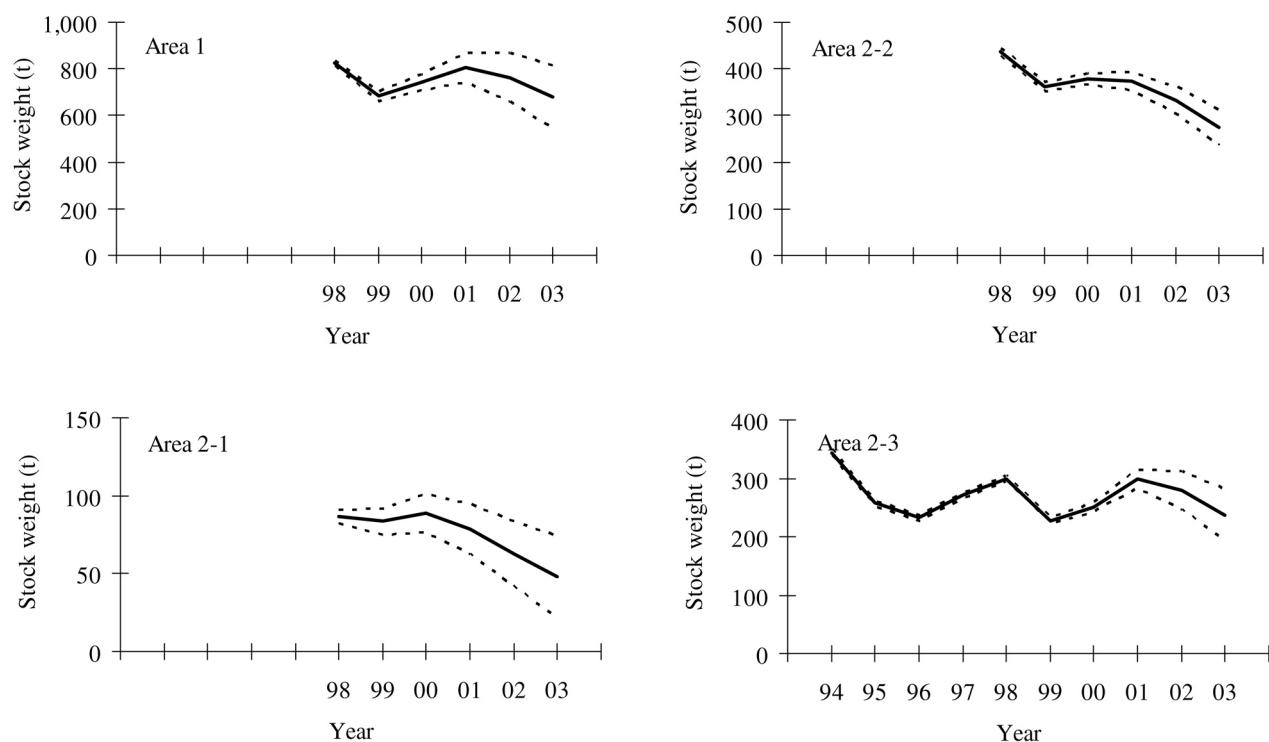 Area 1
Stock weight (t)
1,000
800
600
400
200
0
98 99 00 01 02 03
Year
Area 2-2
Stock weight (t)
500
400
300
200
100
0
98 99 00 01 02 03
Year
Area 2-1
Stock weight (t)
150
100
50
0
98 99 00 01 02 03
Year
Area 2-3
Stock weight (t)
400
300
200
100
0
94 95 96 97 98 99 00 01 02 03
Year